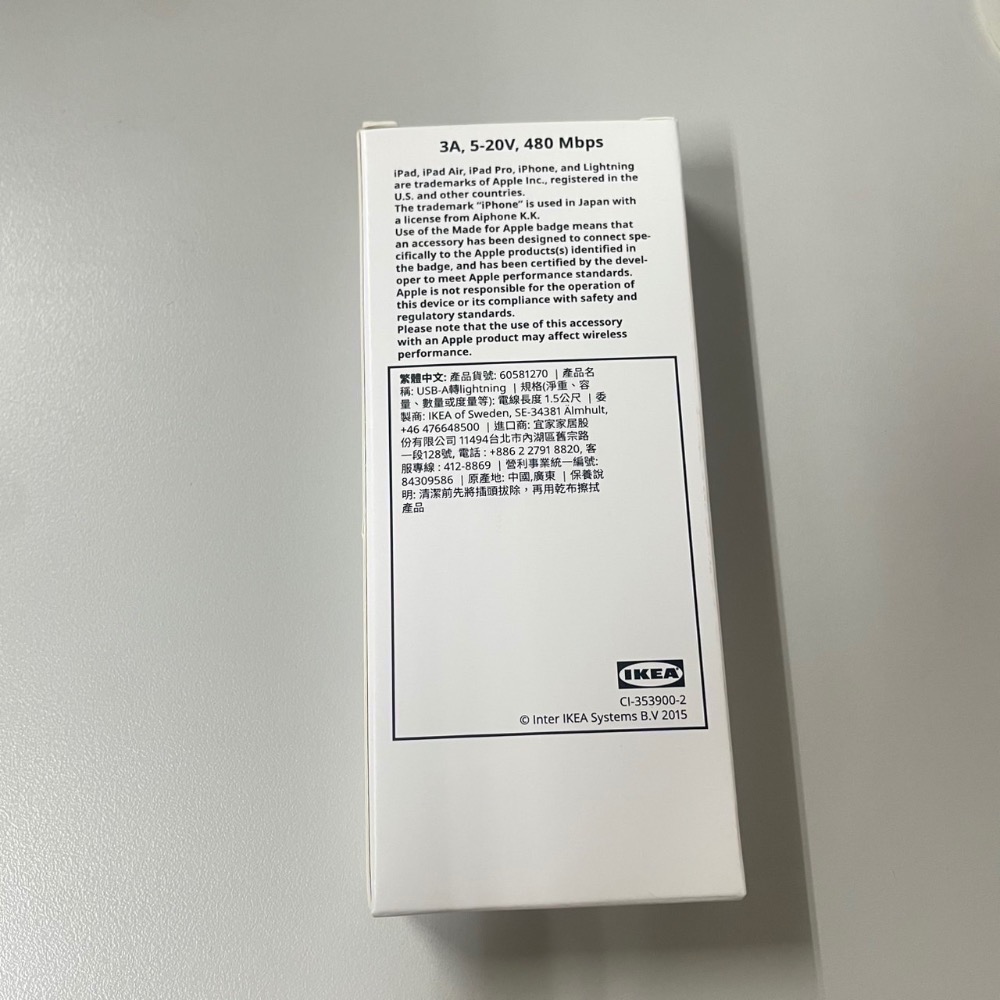 3A, 5-20V, 480 Mbps
iPad, iPad Air, iPad Pro, iPhone, and Lightning
are trademarks of Apple Inc., registered in the
U.S. and other countries.
The trademark “iPhone” is used in Japan with
a license from Aiphone K.K.
Use of the Made for Apple badge means that
an accessory has been designed to connect spe-
cifically to the Apple products(s) identified in
the badge, and has been certified by the devel-
oper to meet Apple performance standards.
Apple is not responsible for the operation of
this device or its compliance with safety and
regulatory standards.
Please note that the use of this accessory
with an Apple product may affect wireless
performance.
繁體中文: 產品貨號: 60581270 | 產品名
稱: USB-A轉lightning | 規格(淨重、容
量、數量或度量等): 電線長度 1.5公尺 | 委
製商: IKEA of Sweden, SE-34381 Älmhult,
+46 476648500 | 進口商: 宜家家居股
份有限公司 11494台北市內湖區舊宗路
一段128號, 電話 : +886 2 2791 8820, 客
服專線 : 412-8869 | 營利事業統一編號:
84309586 | 原產地: 中國,廣東 | 保養說
明: 清潔前先將插頭拔除，再用乾布擦拭
產品
IKEA
CI-353900-2
© Inter IKEA Systems B.V 2015